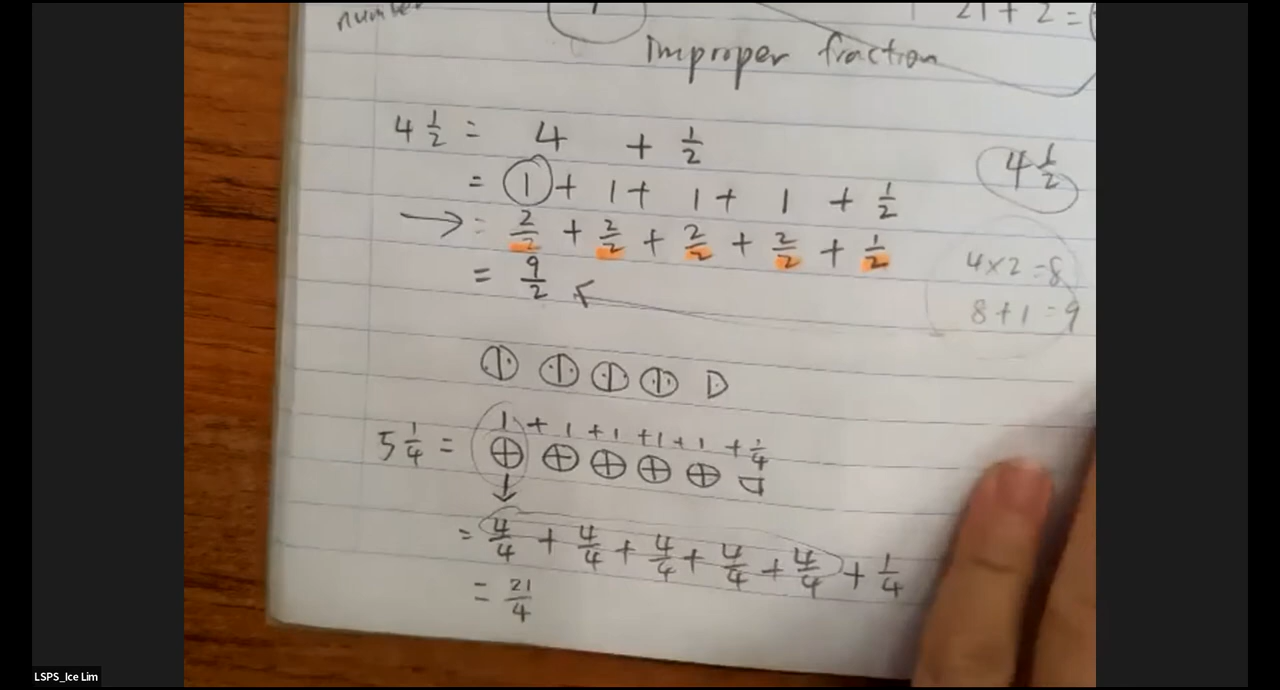 number
21 + 2 =
Improper fraction
4 1/2 = 4 + 1/2
4 1/2
= 1 + 1 + 1 + 1 + 1/2
= 2/2 + 2/2 + 2/2 + 2/2 + 1/2
4 x 2 = 8
= 9/2
8 + 1 = 9
1 + 1 + 1 + 1 + 1 + 1/4
5 1/4 =
= 4/4 + 4/4 + 4/4 + 4/4 + 4/4 + 1/4
= 21/4
LSPS_Ice Lim